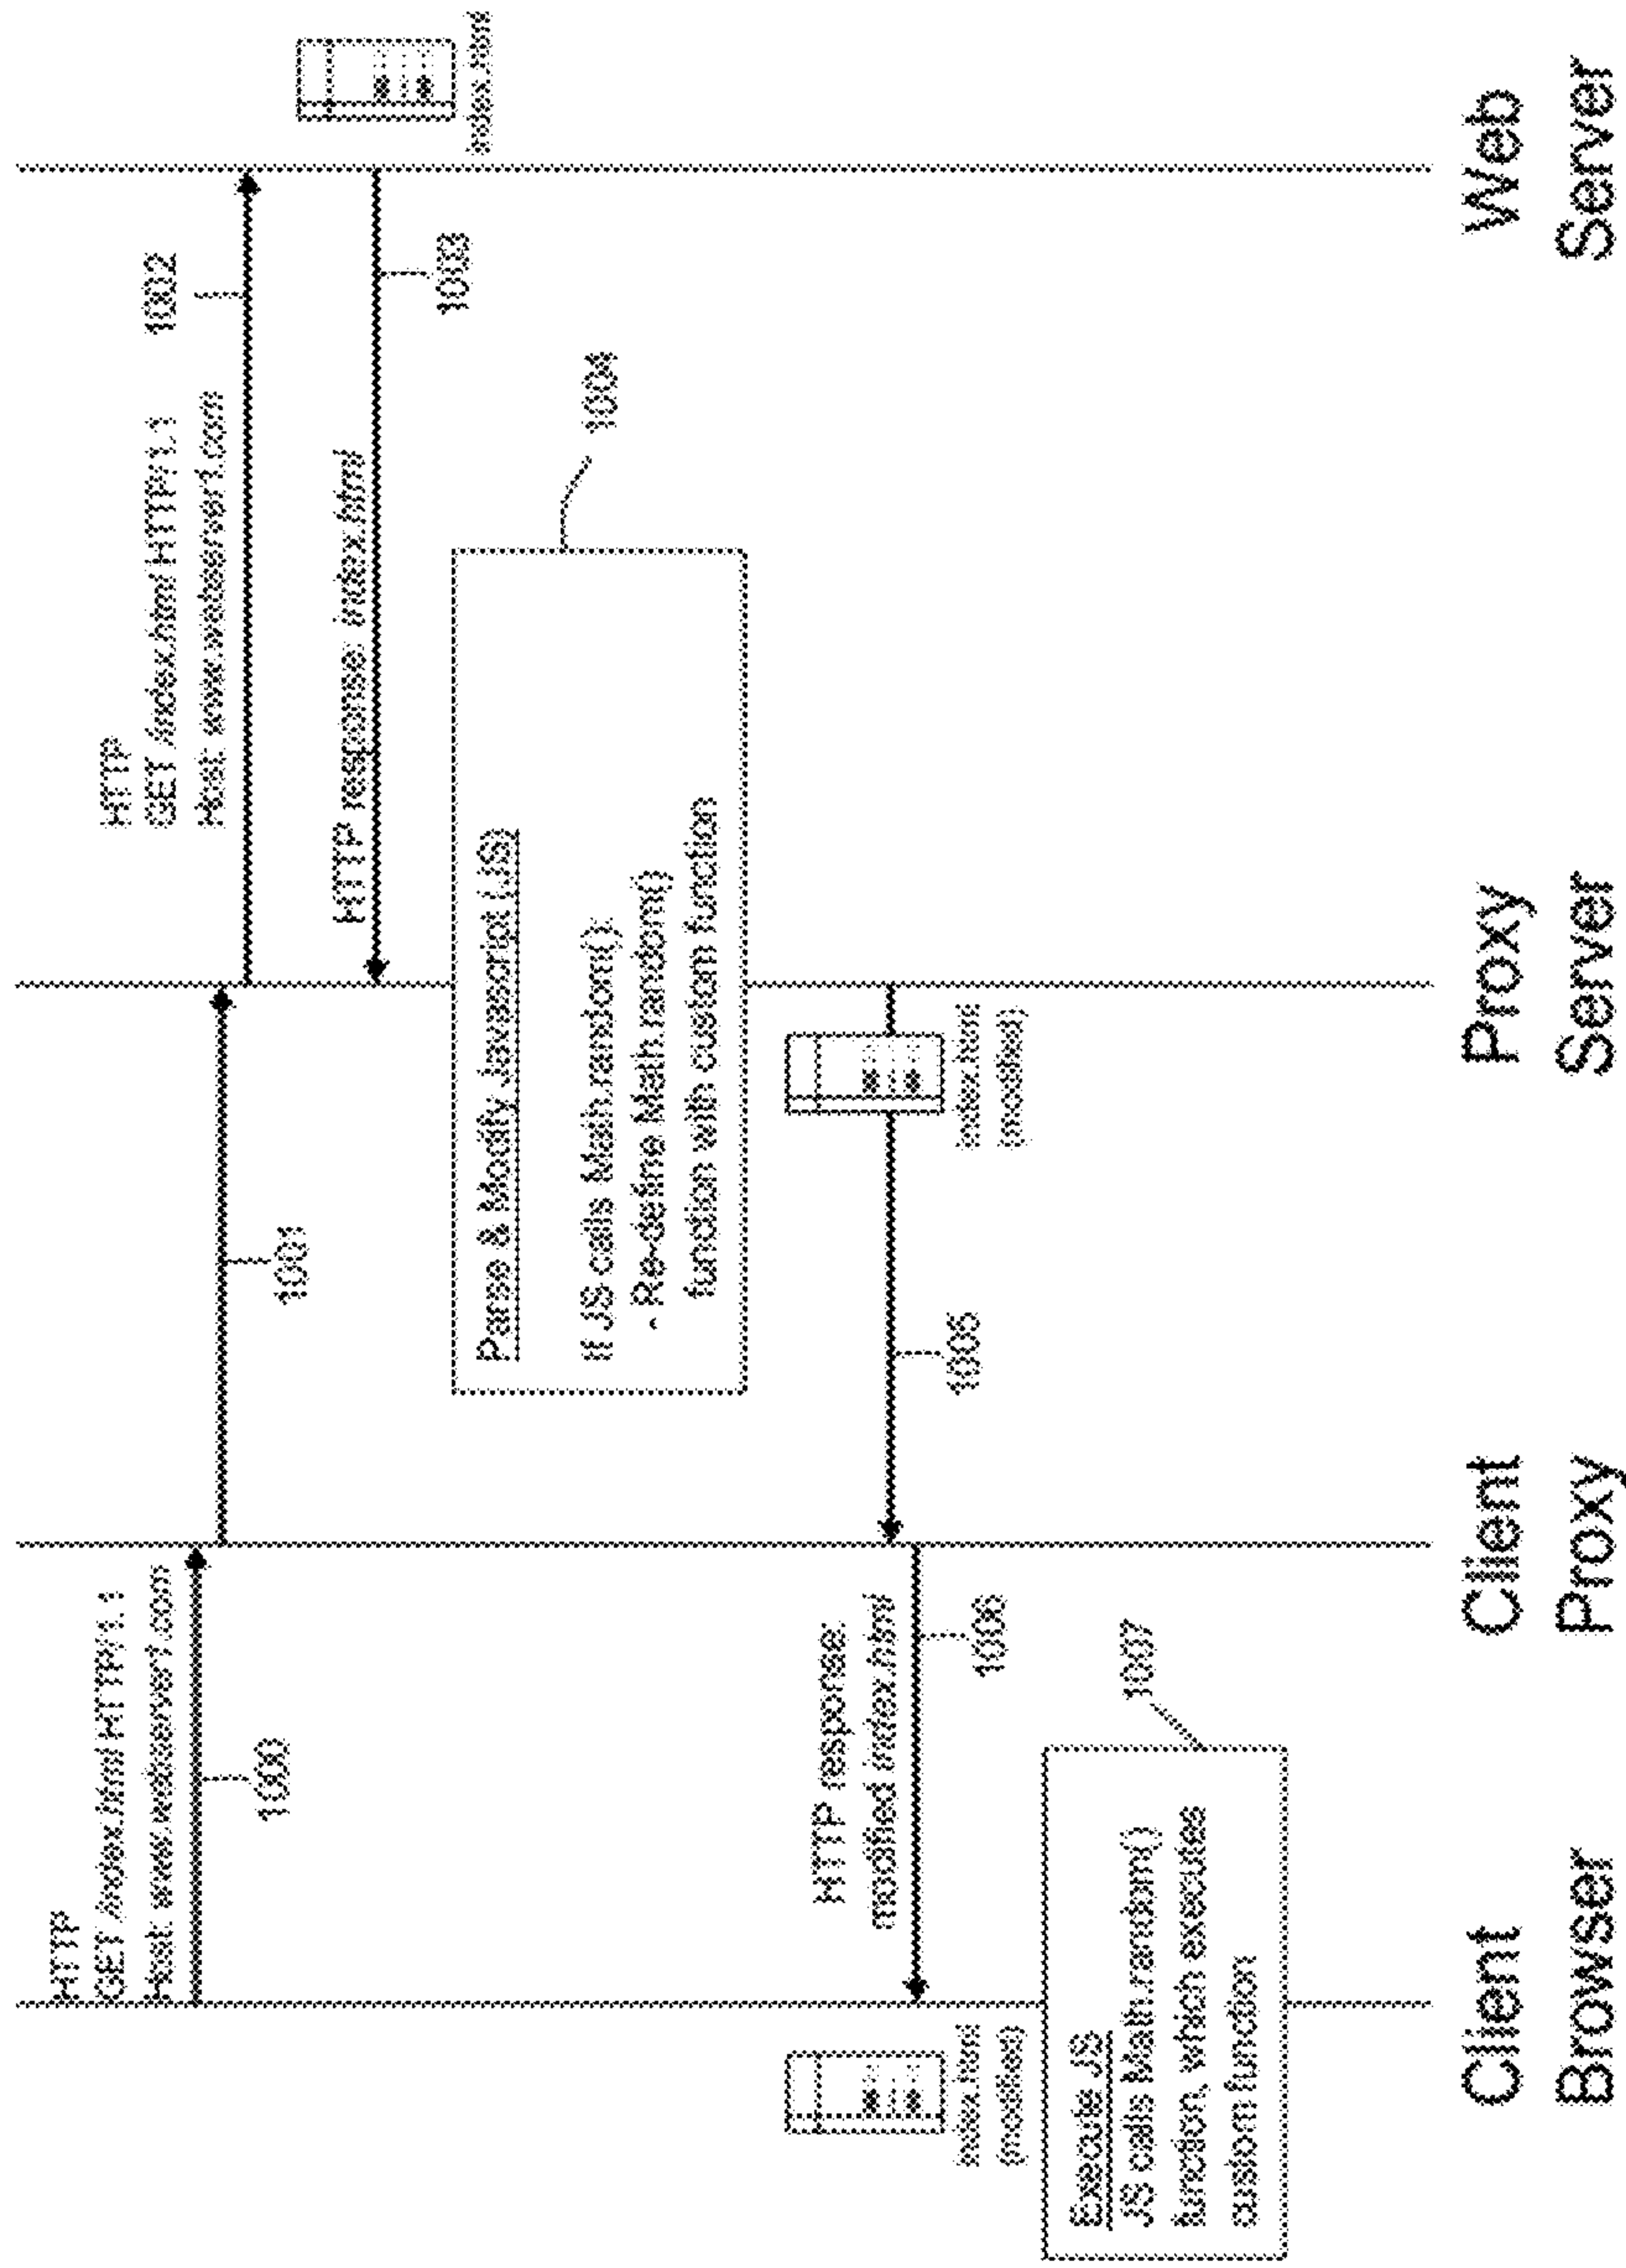 HTTP
GET /index.html HTTP/1.1
Host: www.webserver1.com
1000
1001
HTTP
GET /index.html HTTP/1.1
Host: www.webserver1.com
1002
index.html
HTTP response: index.html
1003
Parse & Modify Javascript (JS)
If JS calls Math.random():
- Re-define Math.random()
function with custom function
1004
index.html
(modified)
1005
HTTP response:
modified index.html
1006
index.html
(modified)
Execute JS
JS calls Math.random()
function, which executes
custom function
1007
Client
Browser
Client
Proxy
Proxy
Server
Web
Server